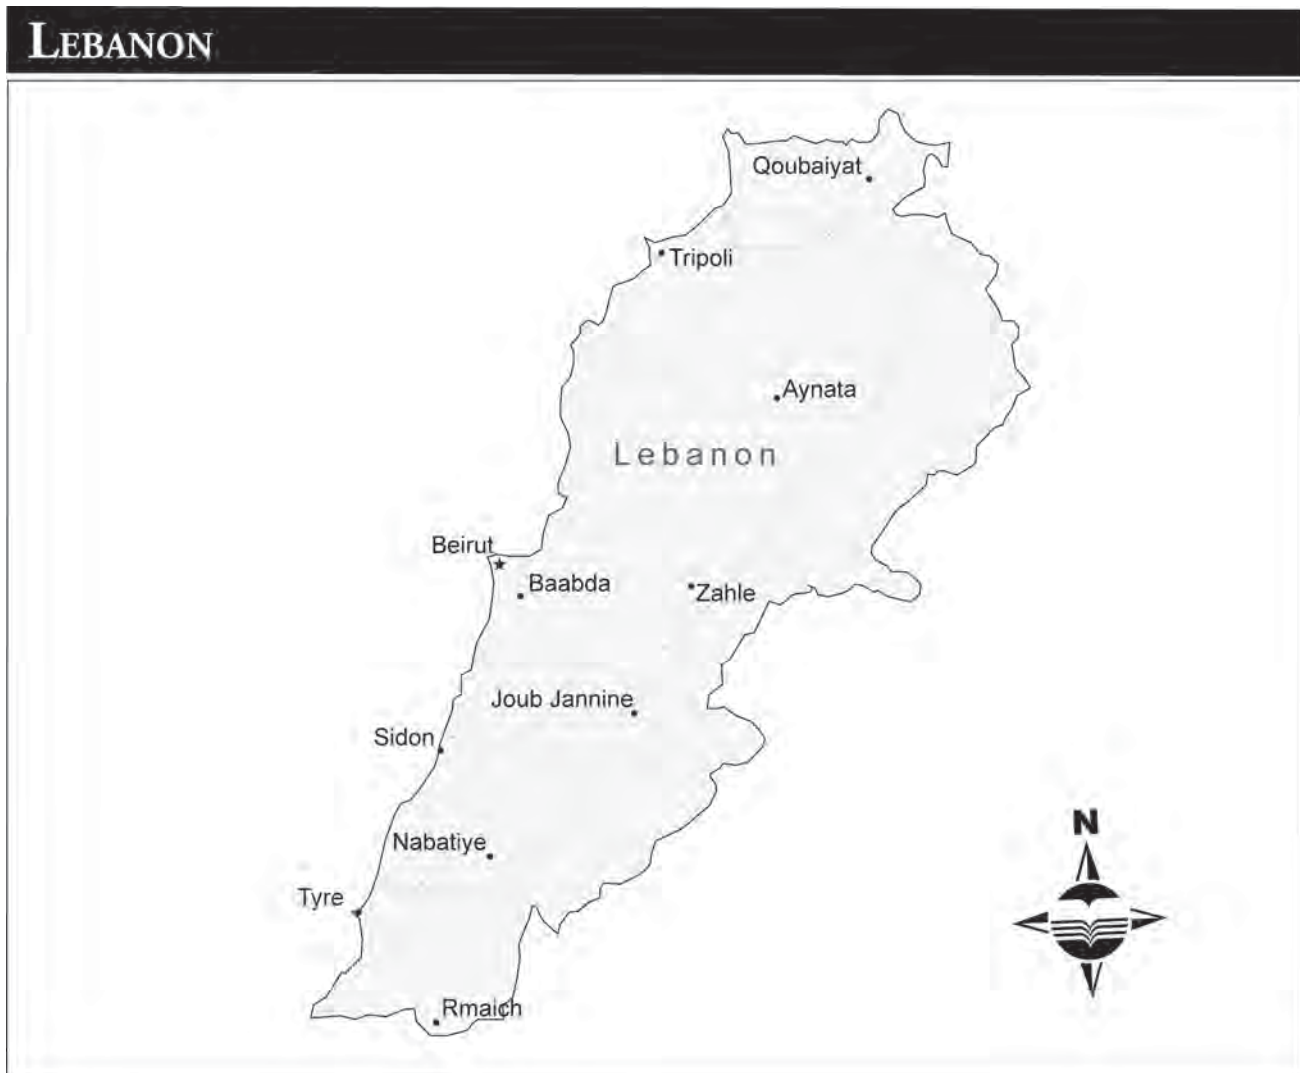 LEBANON
Qoubaiyat
Tripoli
Aynata
Lebanon
Beirut
Baabda
Zahle
Joub Jannine
Sidon
Nabatiye
N
Tyre
Rmaich